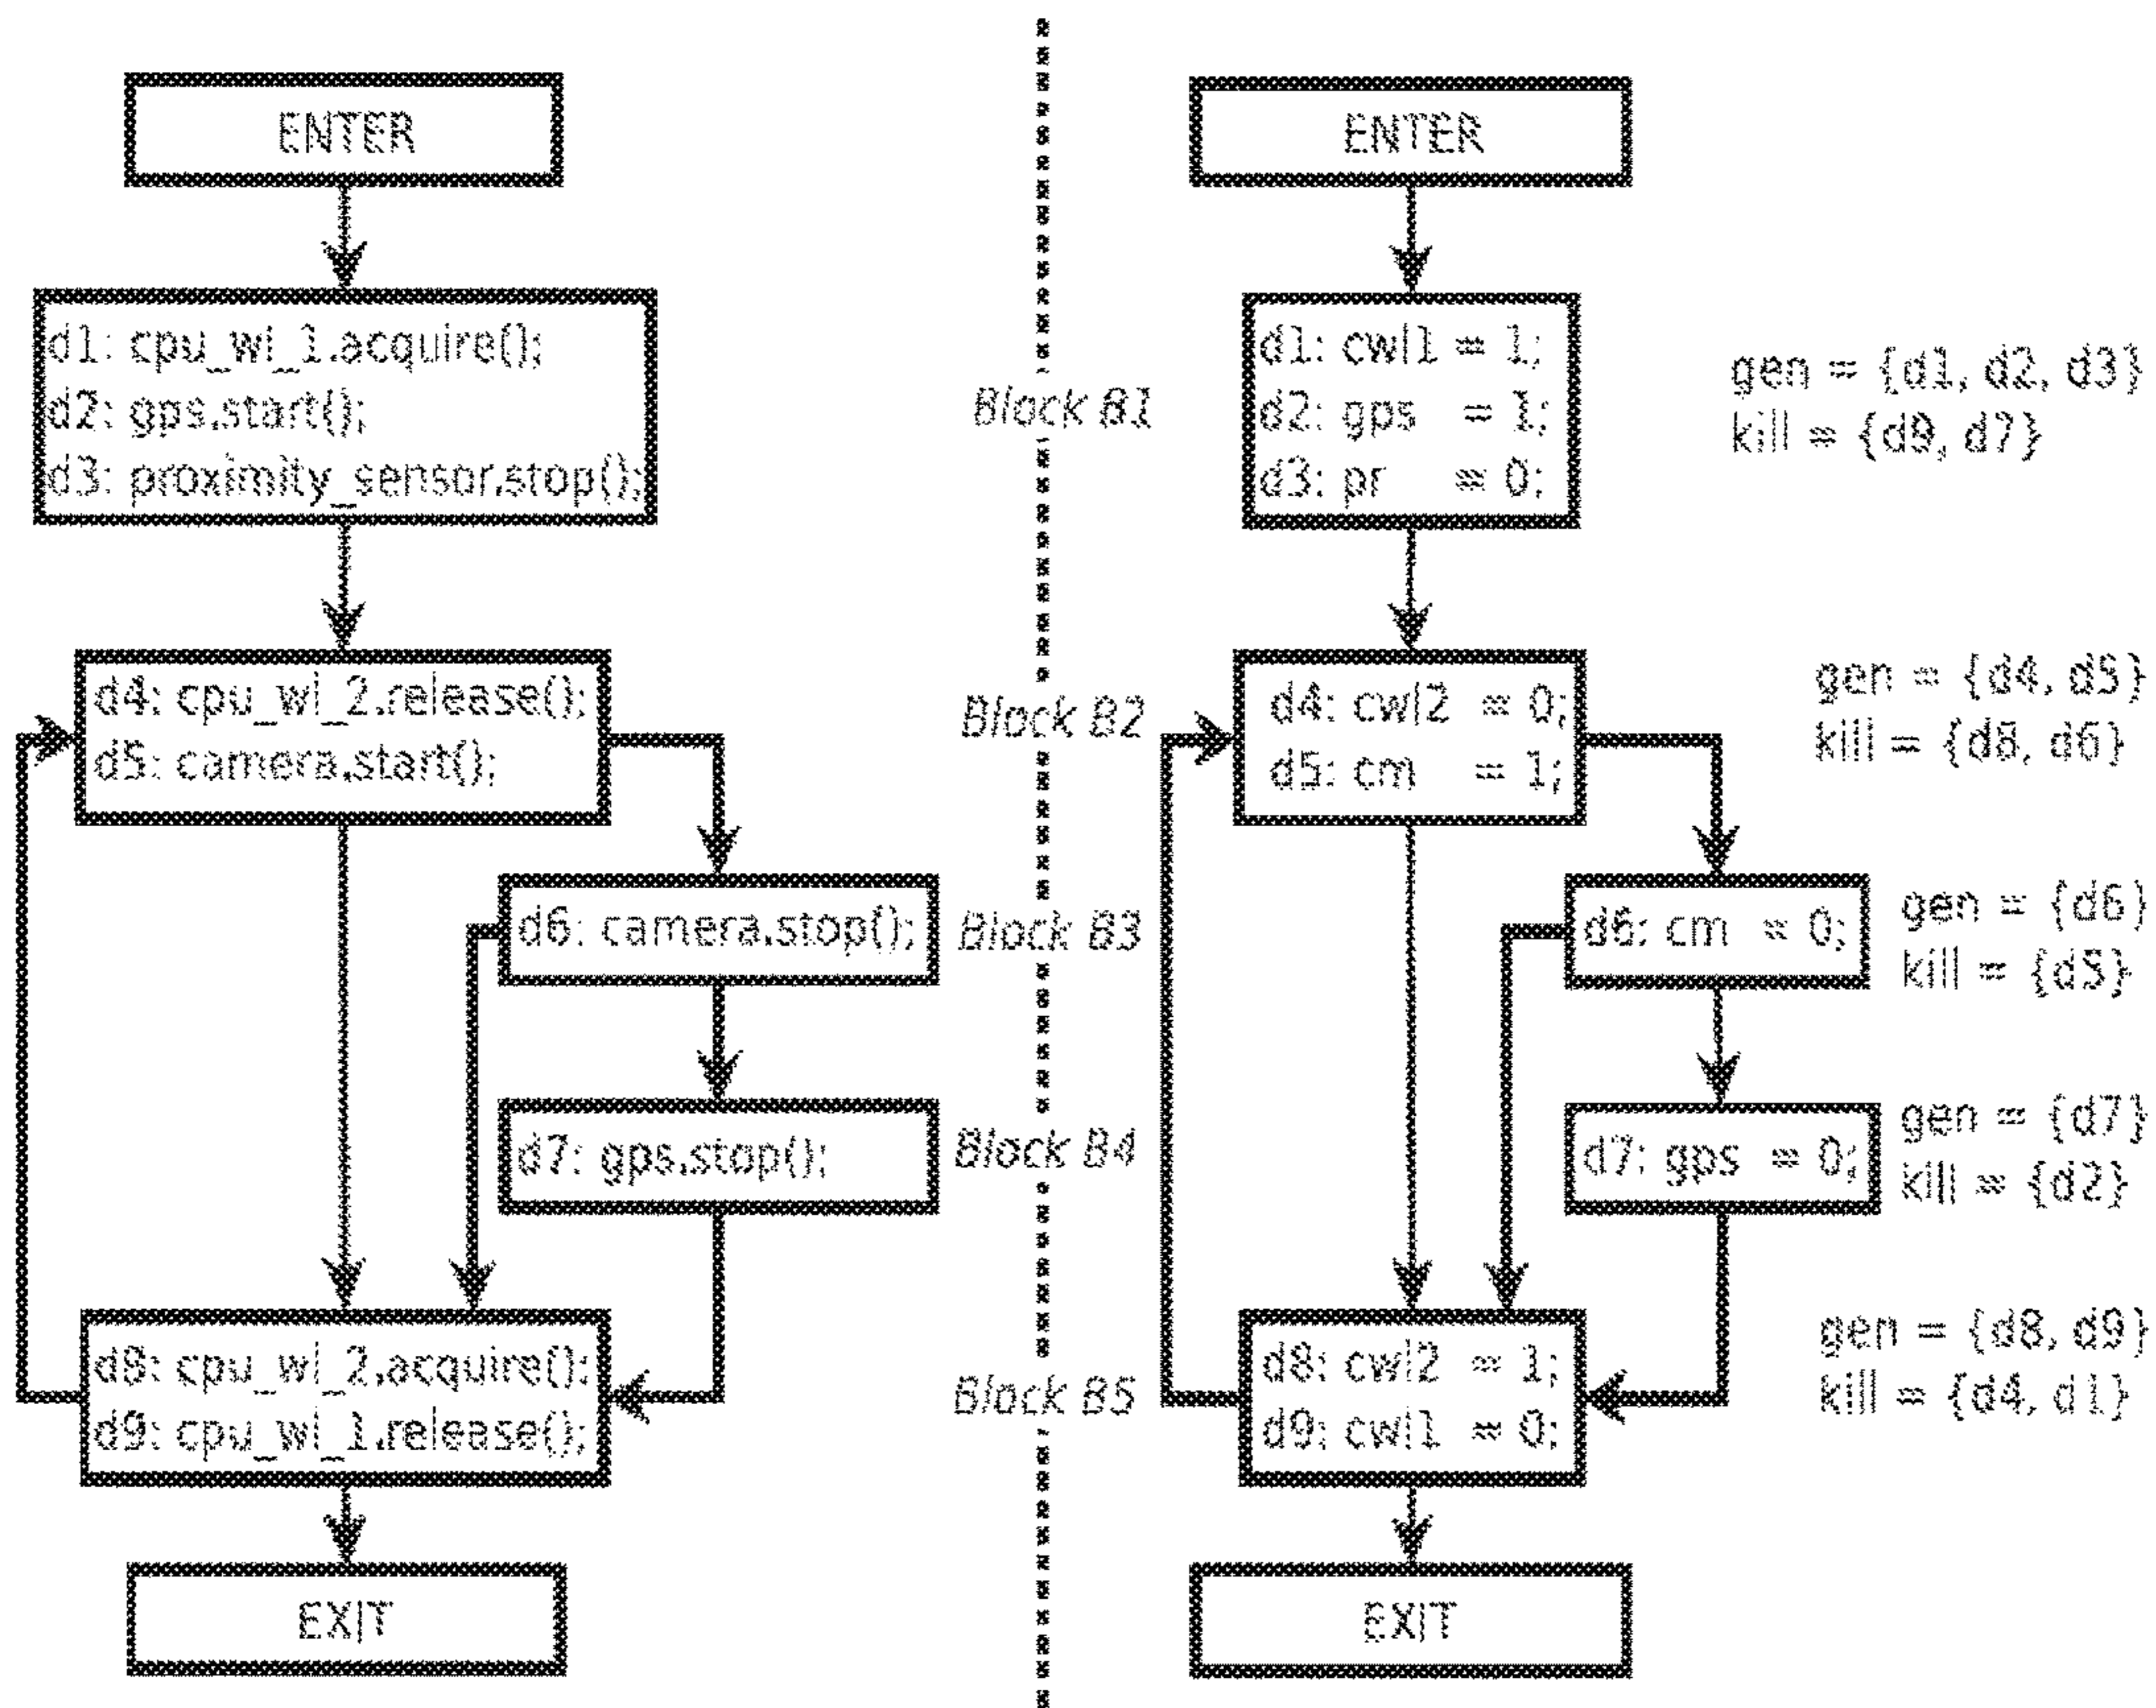 ENTER
d1: cpu_wl_1.acquire();
d2: gps.start();
d3: proximity_sensor.stop();
d4: cpu_wl_2.release();
d5: camera.start();
d6: camera.stop();
d7: gps.stop();
d8: cpu_wl_2.acquire();
d9: cpu_wl_1.release();
EXIT
Block B1
Block B2
Block B3
Block B4
Block B5
ENTER
d1: cwl1 = 1;
d2: gps = 1;
d3: pr = 0;
gen = {d1, d2, d3}
kill = {d9, d7}
d4: cwl2 = 0;
d5: cm = 1;
gen = {d4, d5}
kill = {d8, d6}
d6: cm = 0;
gen = {d6}
kill = {d5}
d7: gps = 0;
gen = {d7}
kill = {d2}
d8: cwl2 = 1;
d9: cwl1 = 0;
gen = {d8, d9}
kill = {d4, d1}
EXIT